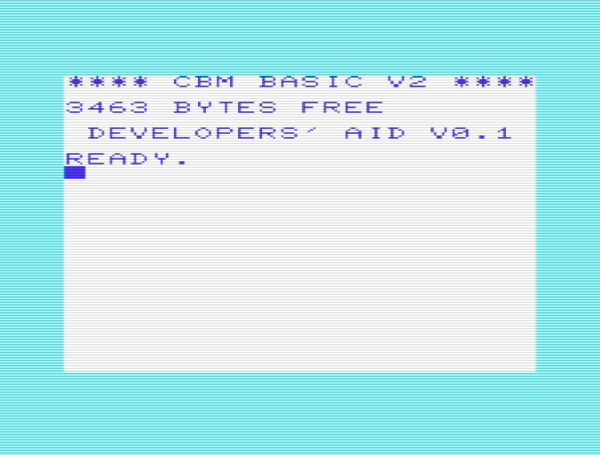 **** CBM BASIC V2 ****
3463 BYTES FREE
DEVELOPERS' AID V0.1
READY.